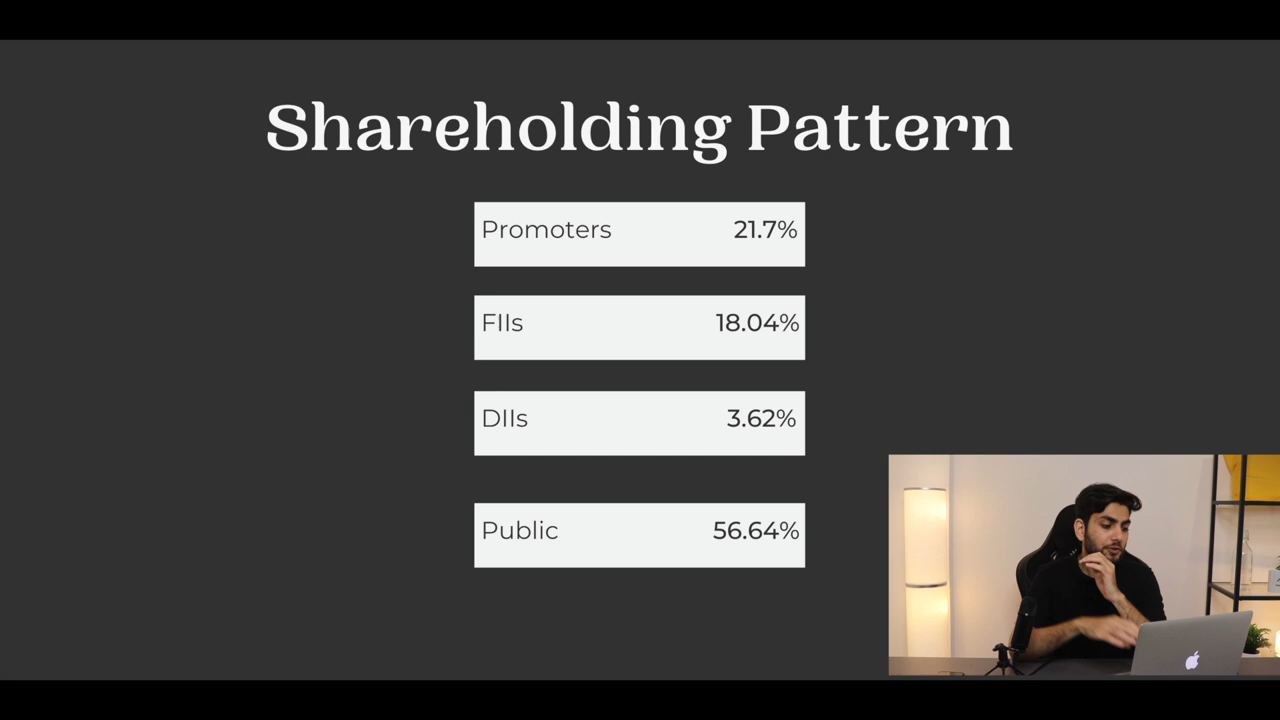 Shareholding Pattern
Promoters 21.7%
FIIs 18.04%
DIIs 3.62%
Public 56.64%